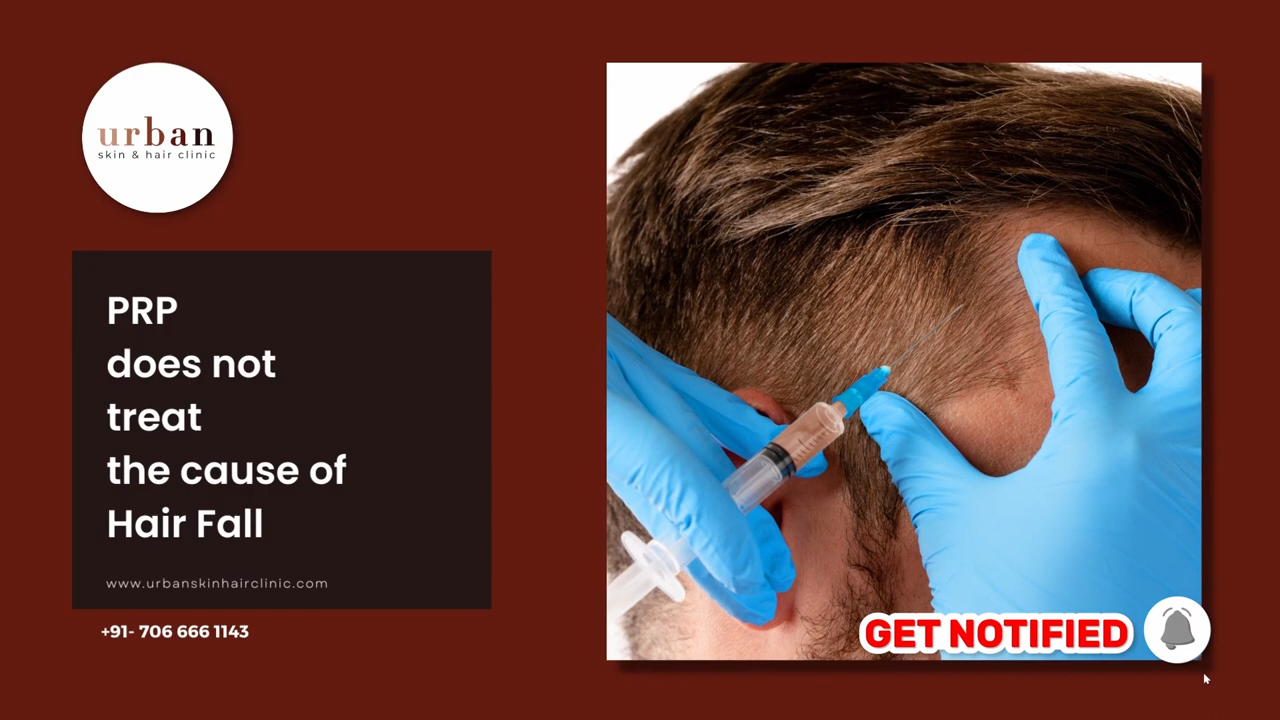 urban
skin & hair clinic
PRP
does not
treat
the cause of
Hair Fall
www.urbanskinhairclinic.com
+91- 706 666 1143
GET NOTIFIED